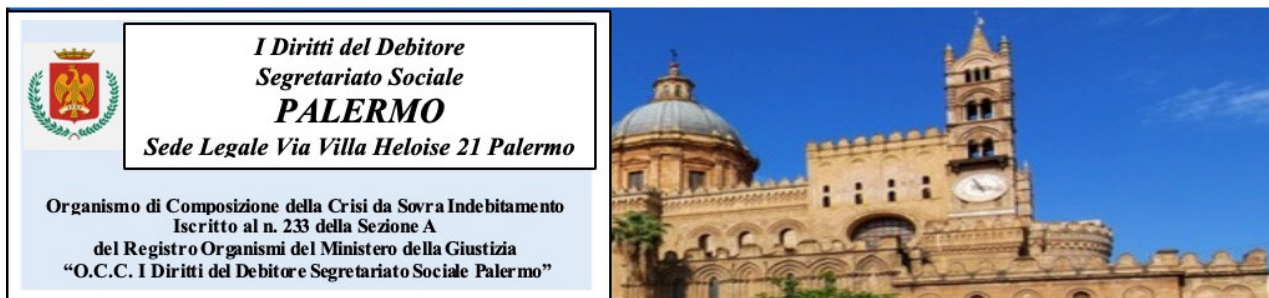 I Diritti del Debitore
Segretariato Sociale
PALERMO
Sede Legale Via Villa Heloise 21 Palermo
Organismo di Composizione della Crisi da Sovra Indebitamento
Iscritto al n. 233 della Sezione A
del Registro Organismi del Ministero della Giustizia
“O.C.C. I Diritti del Debitore Segretariato Sociale Palermo”